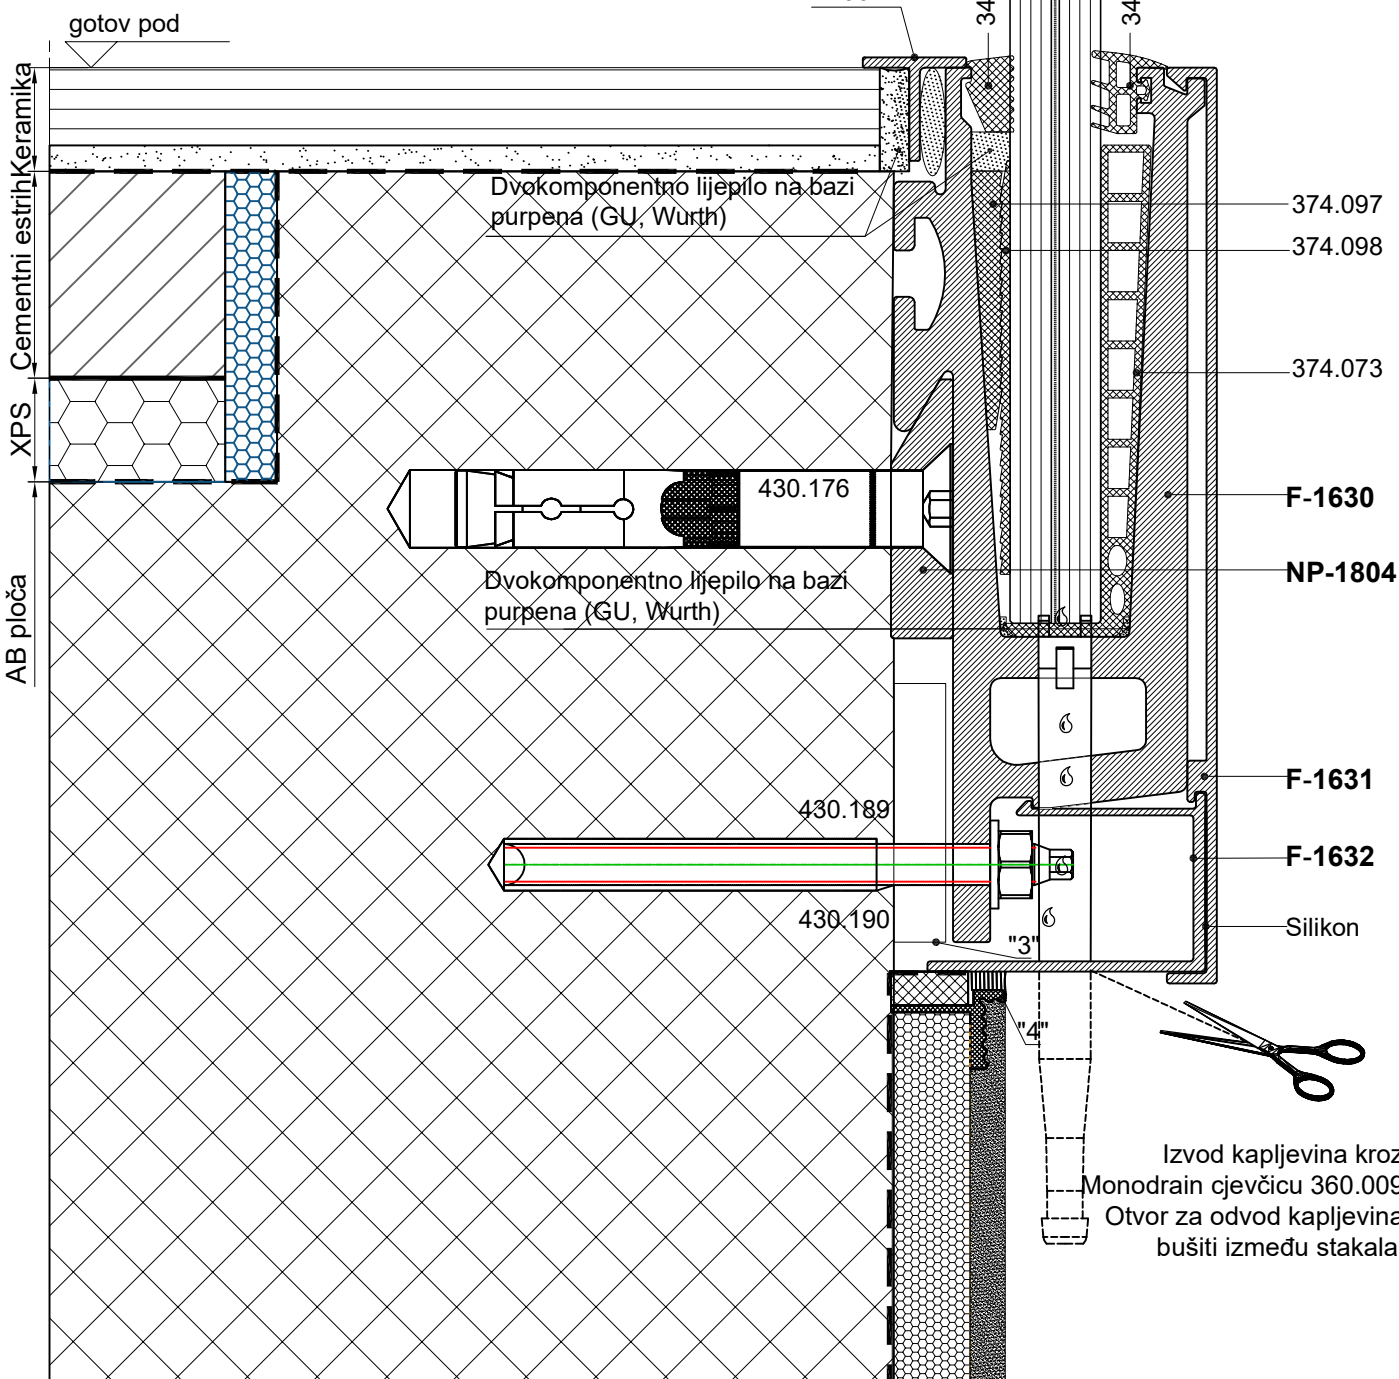 gotov pod
34
34
Keramika
Cementni estrih
XPS
AB ploča
Dvokomponentno lijepilo na bazi
purpena (GU, Wurth)
374.097
374.098
374.073
430.176
F-1630
NP-1804
Dvokomponentno lijepilo na bazi
purpena (GU, Wurth)
F-1631
430.189
F-1632
430.190
Silikon
"3"
"4"
Izvod kapljevina kroz
Monodrain cjevčicu 360.009
Otvor za odvod kapljevina
bušiti između stakala